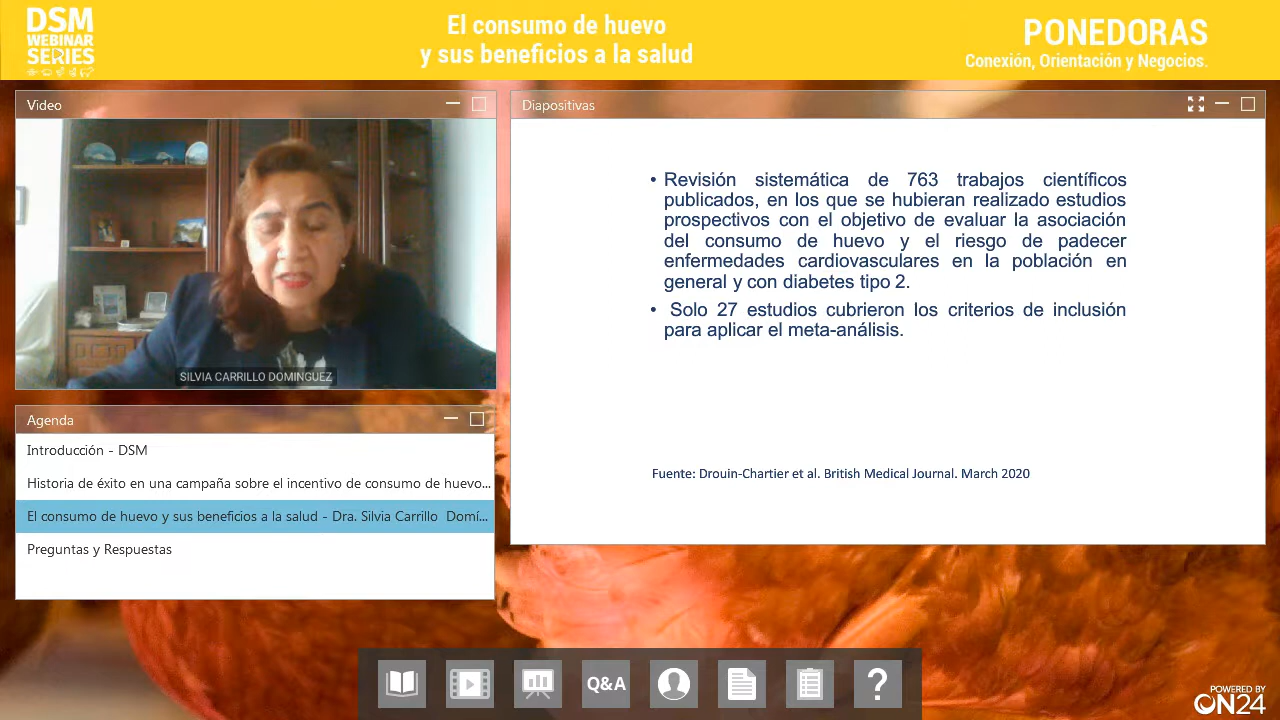 DSM
WEBINAR
SERIES
El consumo de huevo
y sus beneficios a la salud
PONEDORAS
Conexión, Orientación y Negocios.
Video
SILVIA CARRILLO DOMINGUEZ
Agenda
Introducción - DSM
Historia de éxito en una campaña sobre el incentivo de consumo de huevo...
El consumo de huevo y sus beneficios a la salud - Dra. Silvia Carrillo Domí...
Preguntas y Respuestas
Diapositivas
• Revisión sistemática de 763 trabajos científicos
publicados, en los que se hubieran realizado estudios
prospectivos con el objetivo de evaluar la asociación
del consumo de huevo y el riesgo de padecer
enfermedades cardiovasculares en la población en
general y con diabetes tipo 2.
• Solo 27 estudios cubrieron los criterios de inclusión
para aplicar el meta-análisis.
Fuente: Drouin-Chartier et al. British Medical Journal. March 2020
Q&A
?
POWERED BY
ON24